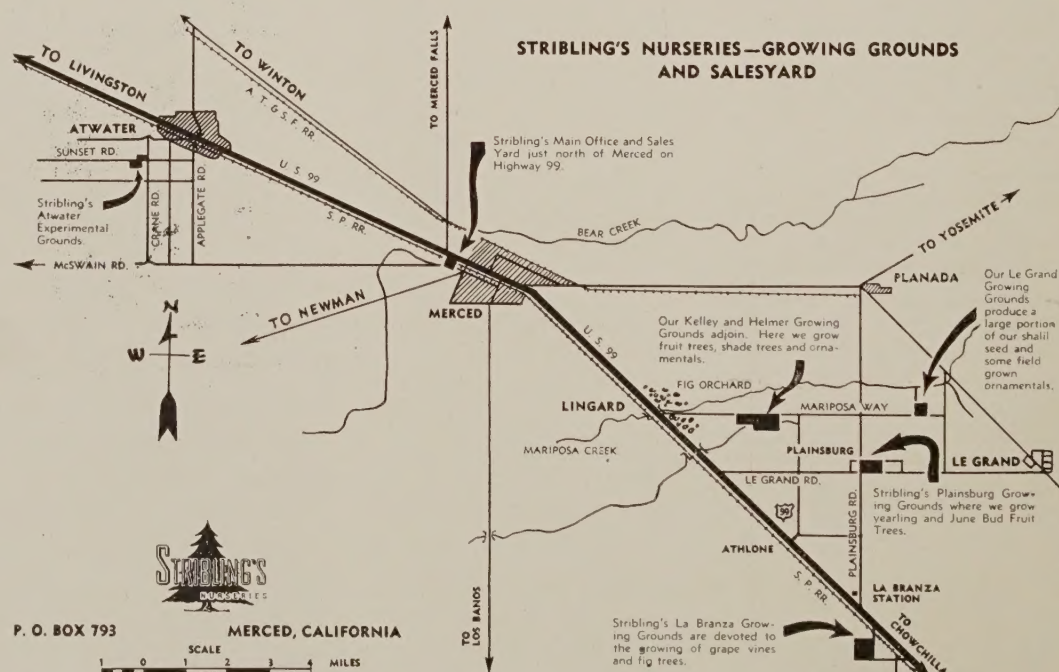 STRIBLING'S NURSERIES—GROWING GROUNDS
AND SALESYARD
TO LIVINGSTON
TO WINTON
A. T. & S. F. RR.
TO MERCED FALLS
Stribling's Main Office and Sales
Yard just north of Merced on
Highway 99.
ATWATER
SUNSET RD.
U. S. 99
S. P. RR.
Stribling's
Atwater
Experimental
Grounds.
CRANE RD.
APPLEGATE RD.
BEAR CREEK
TO YOSEMITE
McSWAIN RD.
PLANADA
N
W
E
TO NEWMAN
MERCED
Our Le Grand
Growing
Grounds
produce a
large portion
of our shalil
seed and
some field
grown
ornamentals.
Our Kelley and Helmer Growing
Grounds adjoin. Here we grow
fruit trees, shade trees and orna-
mentals.
U. S. 99
FIG ORCHARD
LINGARD
MARIPOSA WAY
MARIPOSA CREEK
PLAINSBURG
LE GRAND
LE GRAND RD.
Stribling's Plainsburg Grow-
ing Grounds where we grow
yearling and June Bud Fruit
Trees.
99
PLAINSBURG RD.
ATHLONE
S. P. RR.
LA BRANZA
STATION
TO
CHOWCHILLA
TO
LOS BANOS
Stribling's La Branza Grow-
ing Grounds are devoted to
the growing of grape vines
and fig trees.
STRIBLING'S
NURSERIES
P. O. BOX 793
MERCED, CALIFORNIA
SCALE
1 0 1 2 3 4 MILES